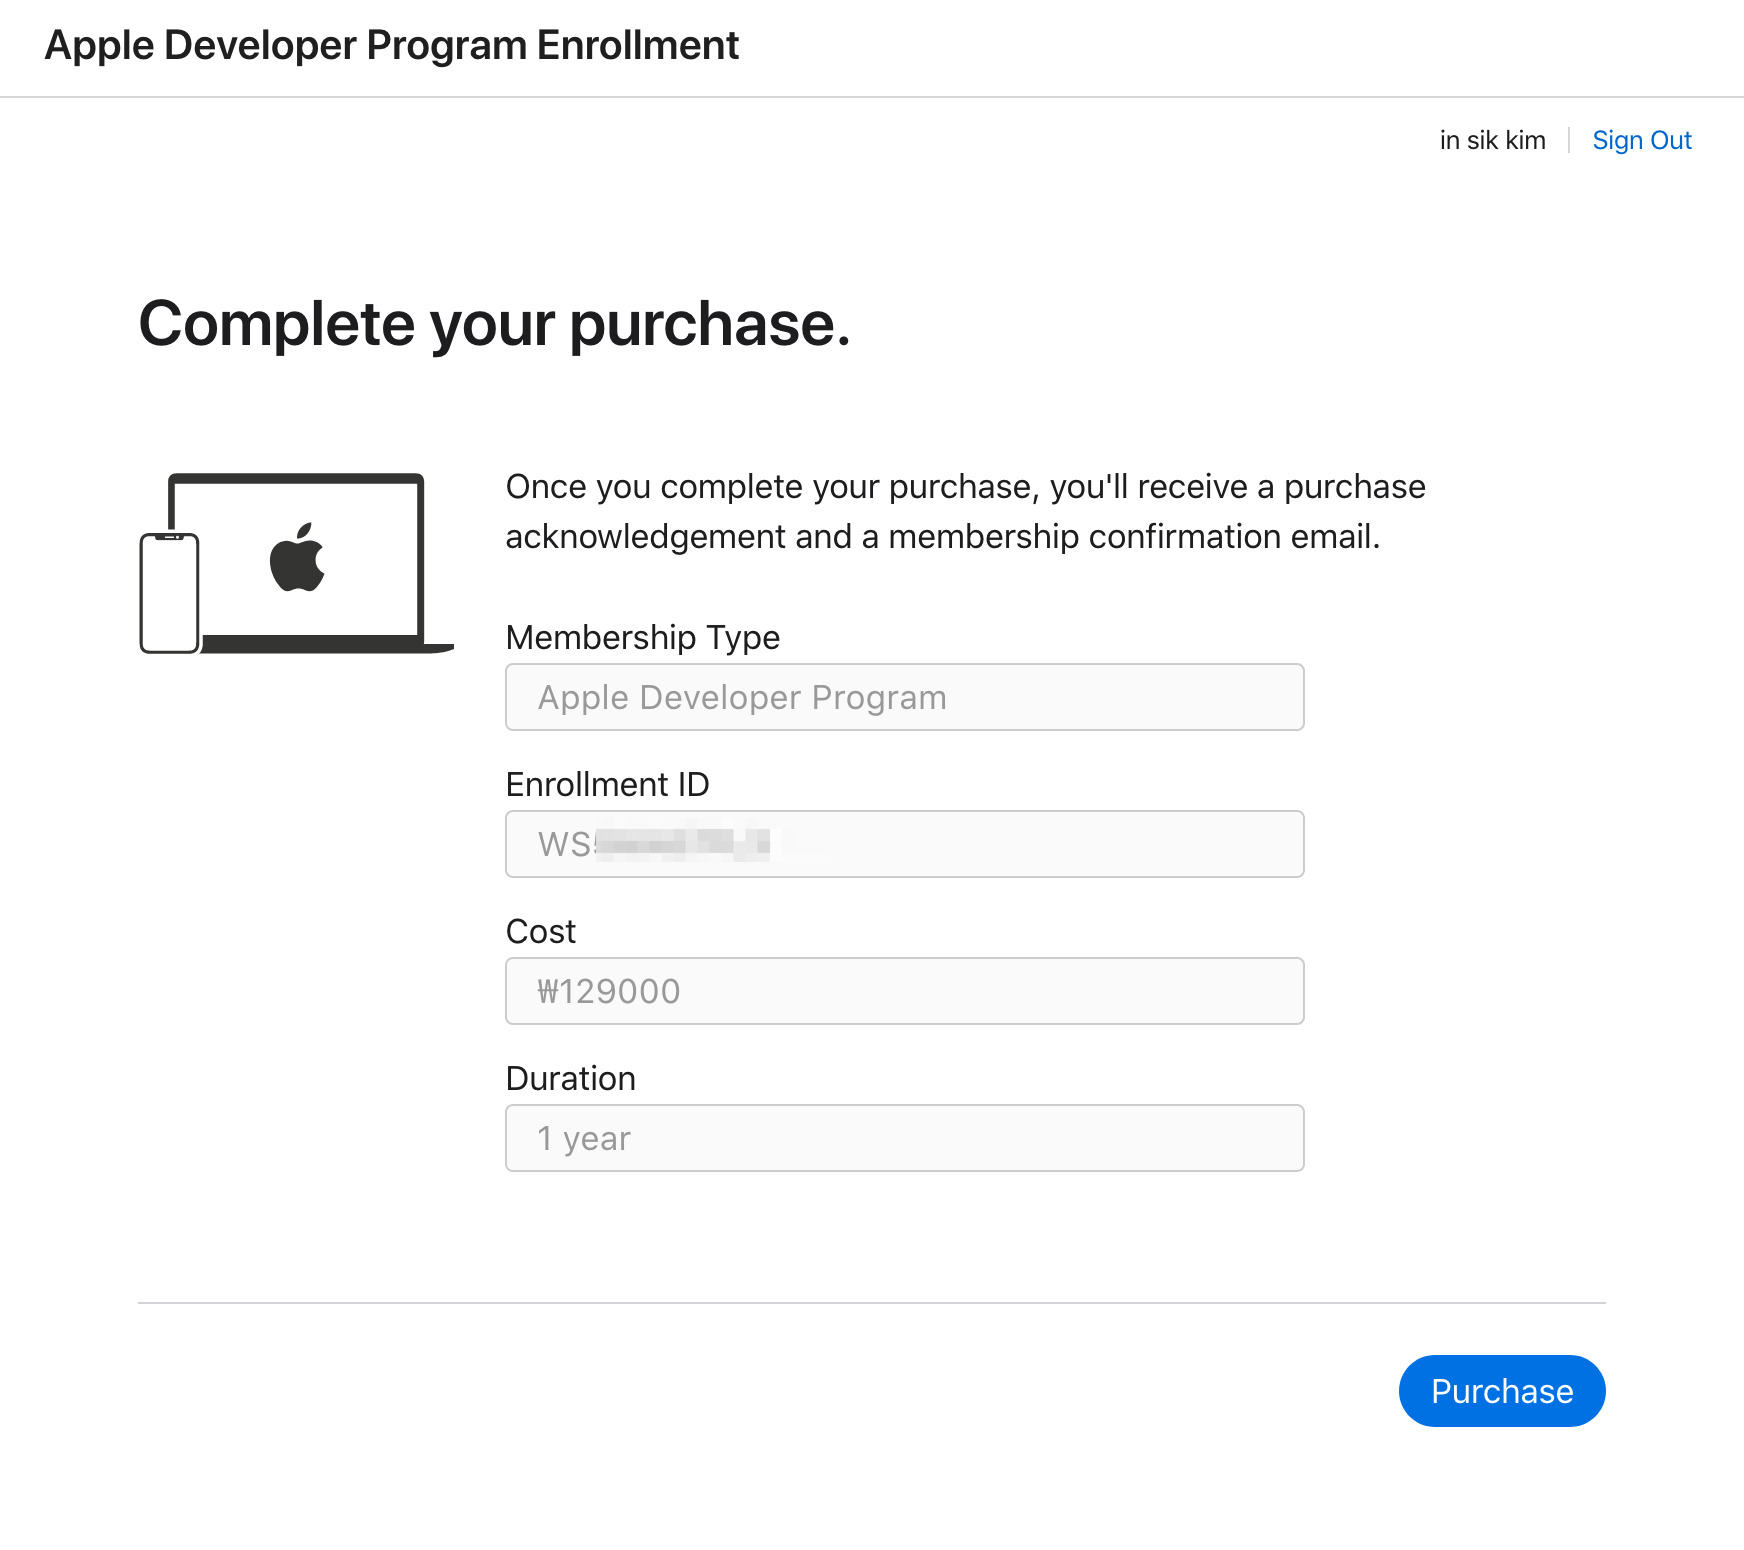 Apple Developer Program Enrollment
in sik kim
Sign Out
Complete your purchase.
Once you complete your purchase, you'll receive a purchase
acknowledgement and a membership confirmation email.
Membership Type
Apple Developer Program
Enrollment ID
Cost
₩129000
Duration
1 year
Purchase